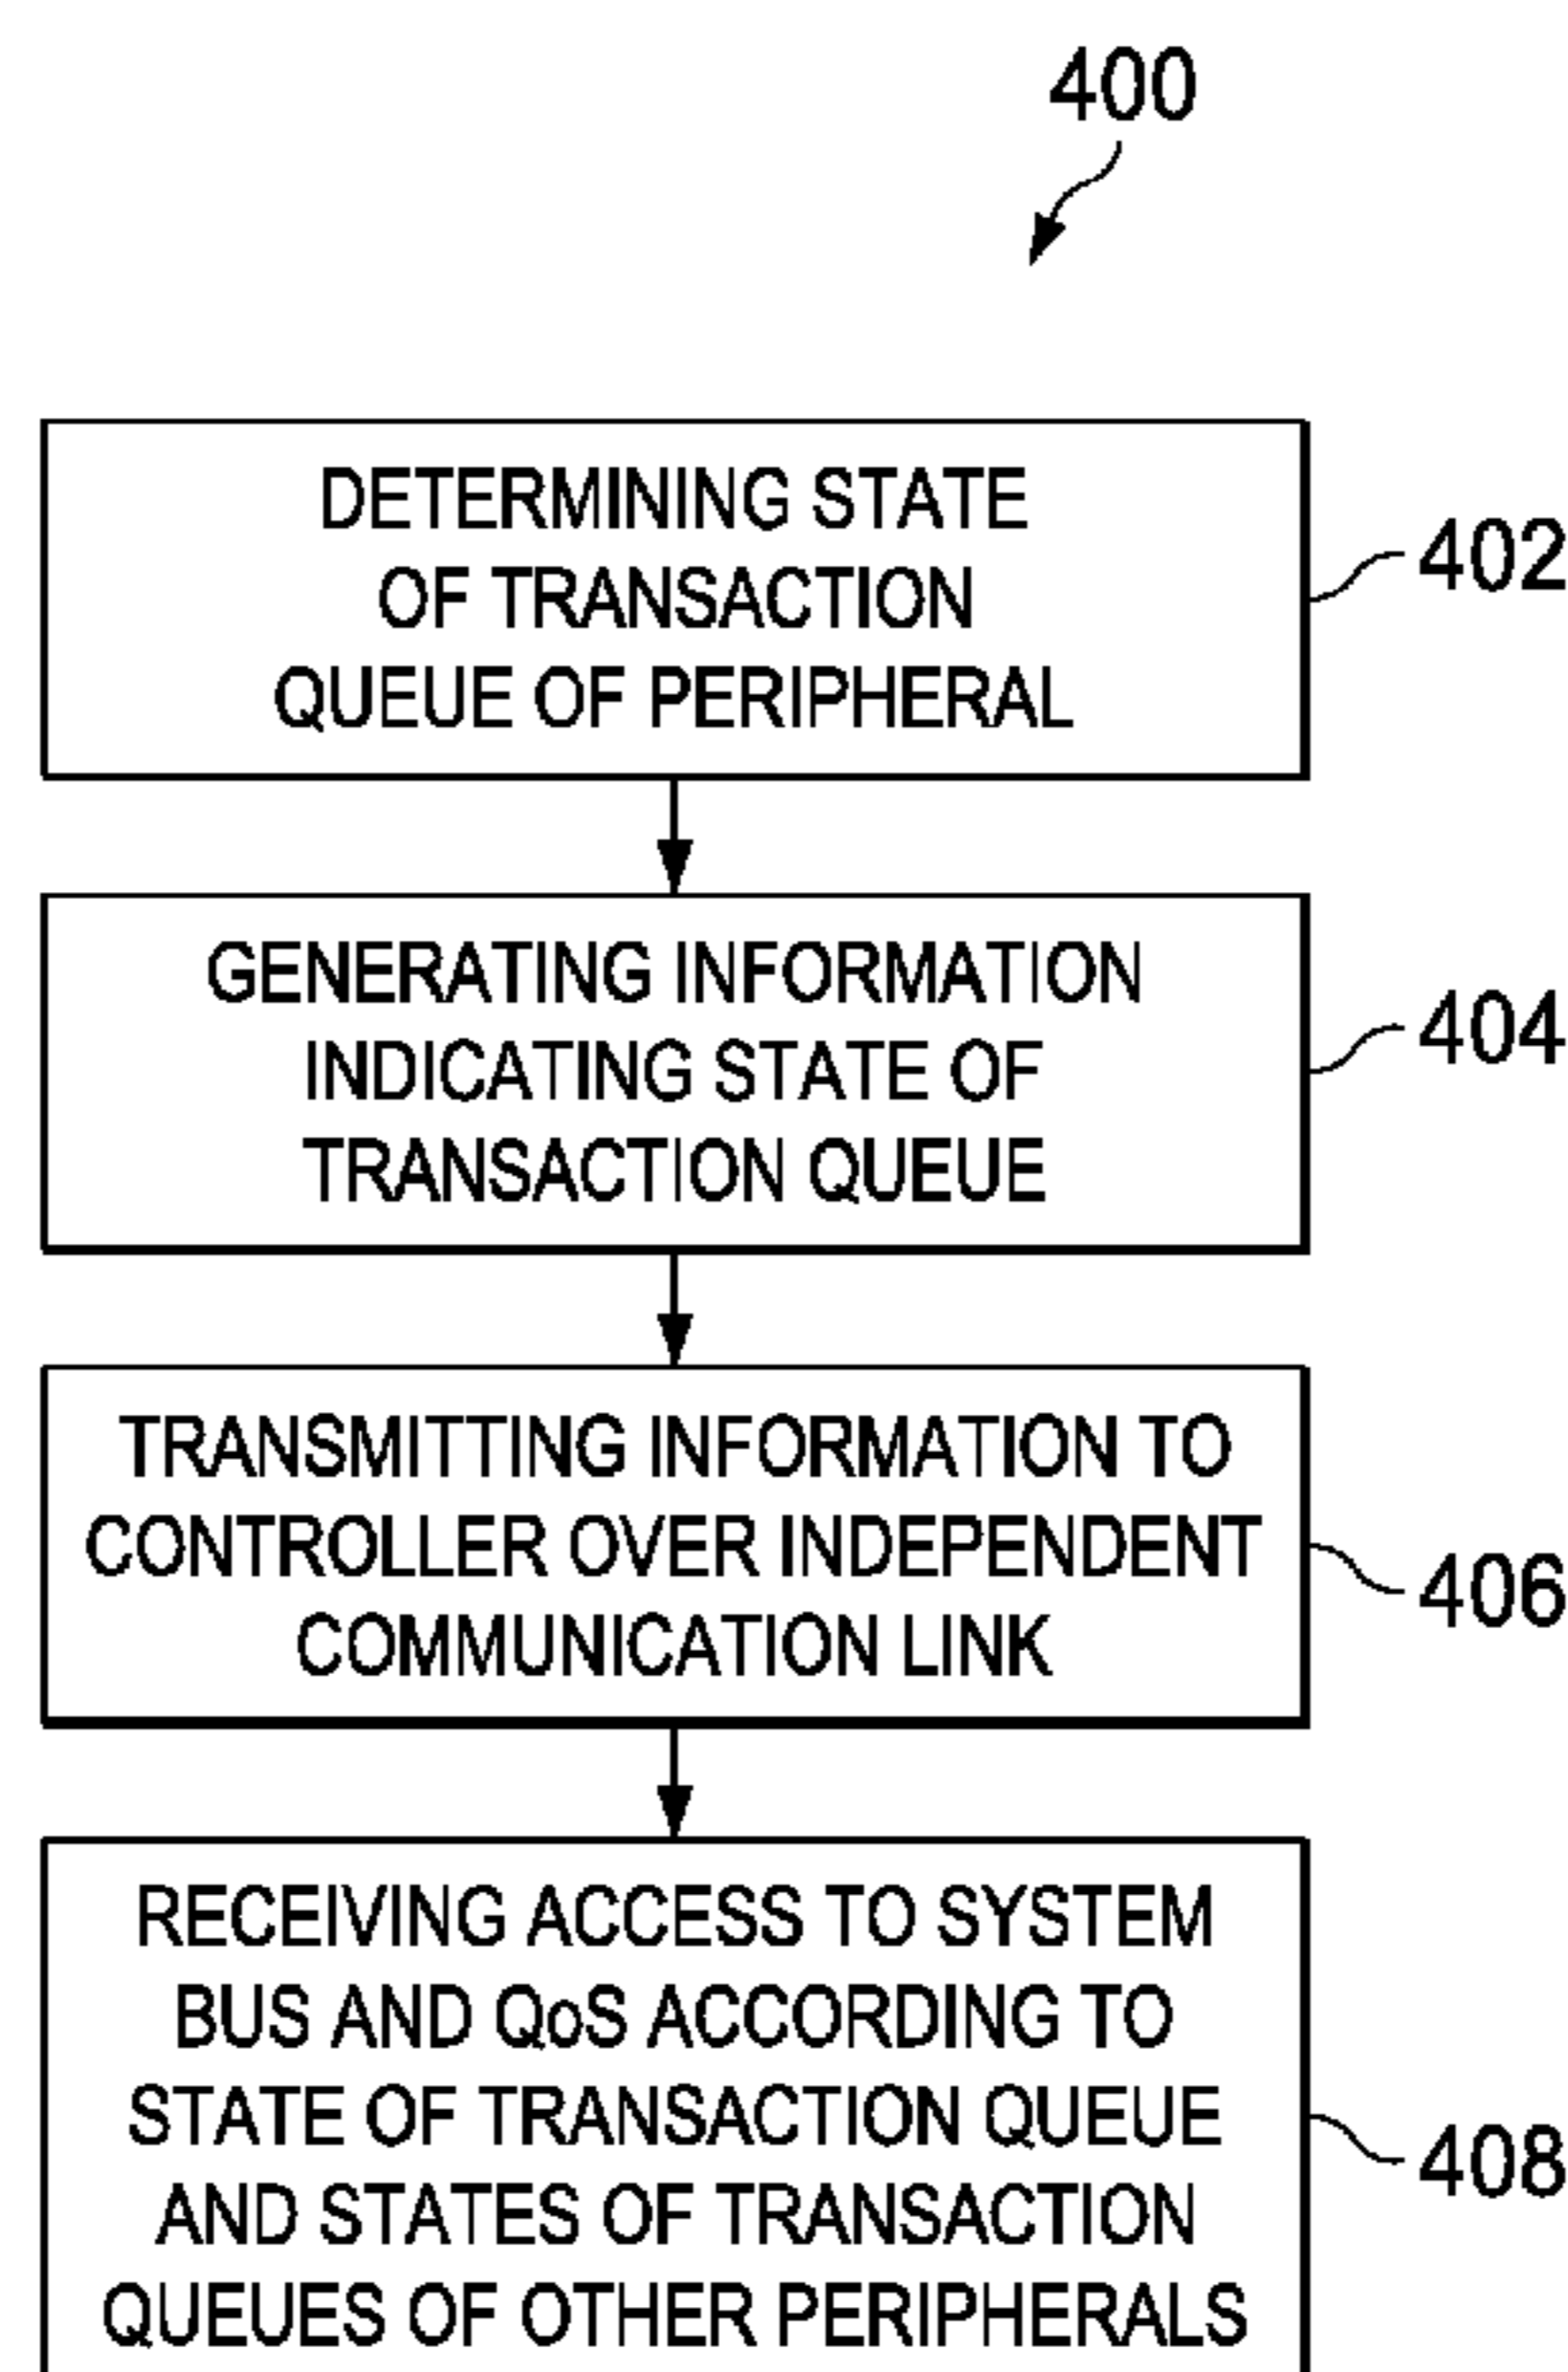 400
DETERMINING STATE
OF TRANSACTION
QUEUE OF PERIPHERAL
402
GENERATING INFORMATION
INDICATING STATE OF
TRANSACTION QUEUE
404
TRANSMITTING INFORMATION TO
CONTROLLER OVER INDEPENDENT
COMMUNICATION LINK
406
RECEIVING ACCESS TO SYSTEM
BUS AND QoS ACCORDING TO
STATE OF TRANSACTION QUEUE
AND STATES OF TRANSACTION
QUEUES OF OTHER PERIPHERALS
408